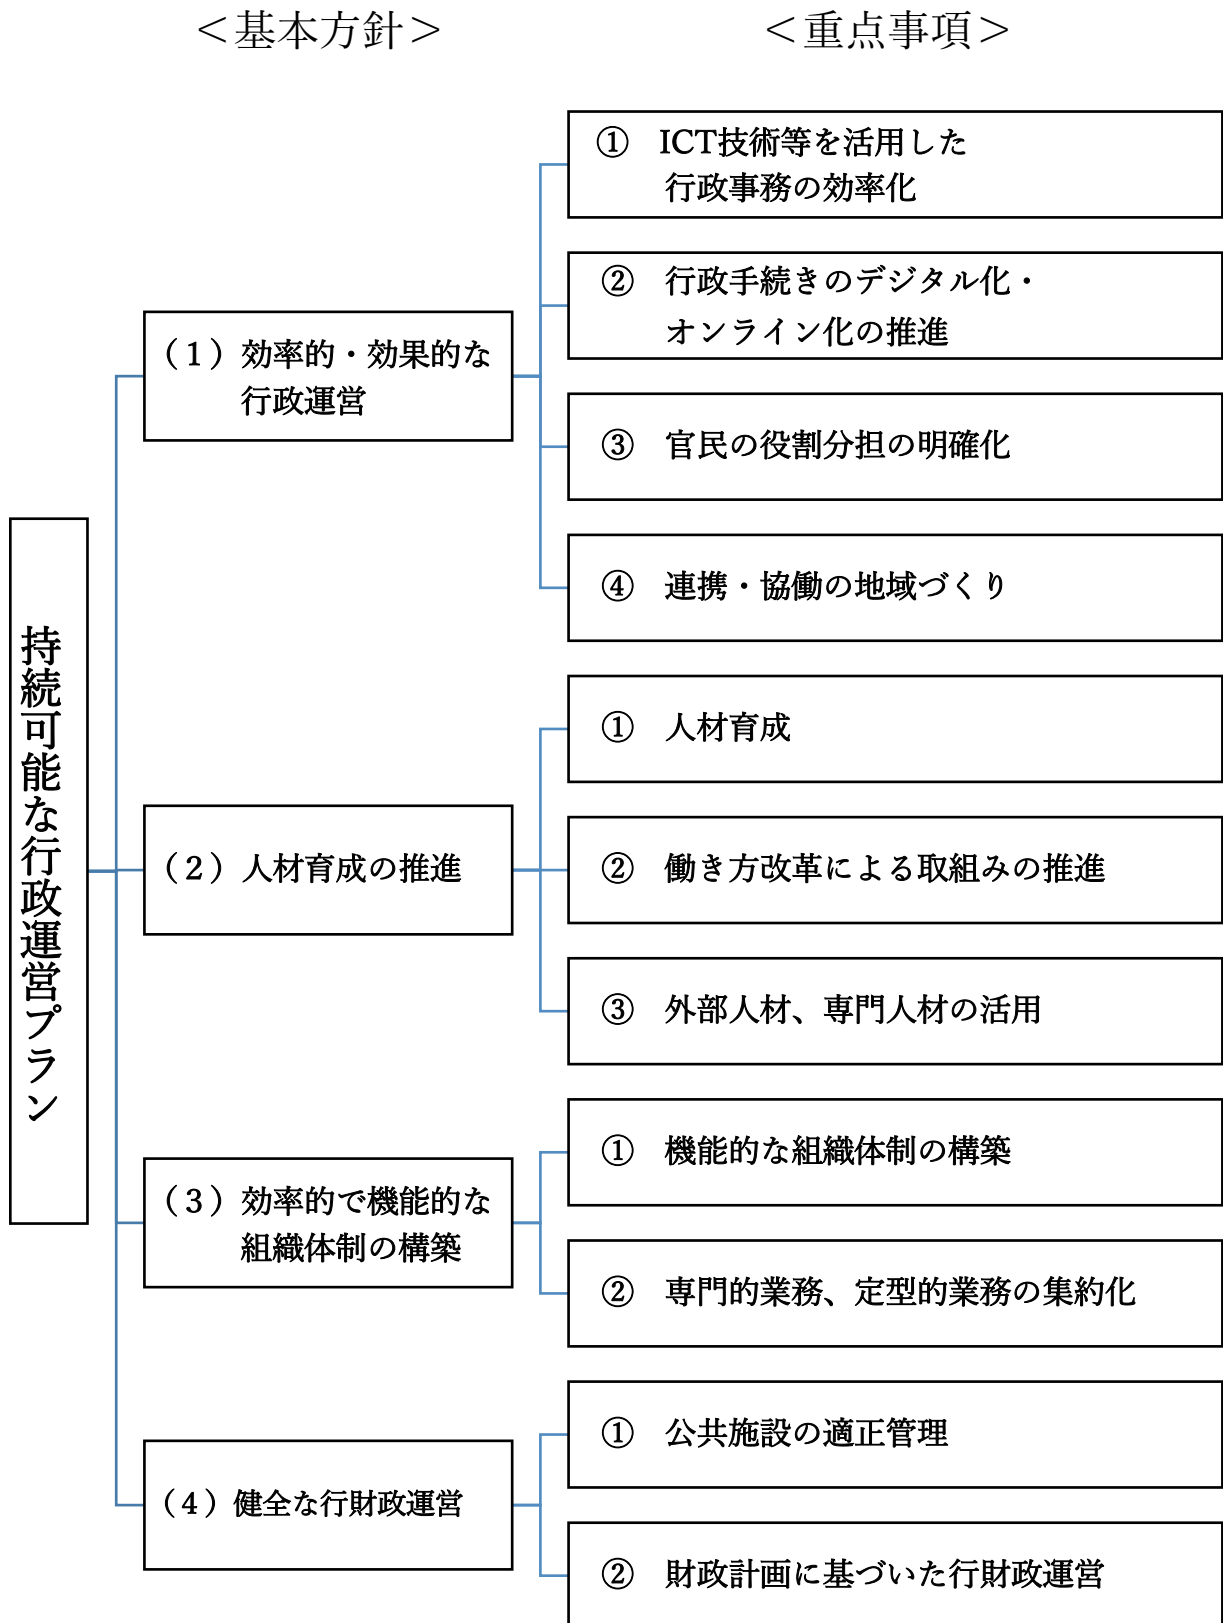 ＜基本方針＞
＜重点事項＞
持続可能な行政運営プラン
（１）効率的・効果的な
行政運営
①　ICT技術等を活用した
行政事務の効率化
②　行政手続きのデジタル化・
オンライン化の推進
③　官民の役割分担の明確化
④　連携・協働の地域づくり
（２）人材育成の推進
①　人材育成
②　働き方改革による取組みの推進
③　外部人材、専門人材の活用
（３）効率的で機能的な
組織体制の構築
①　機能的な組織体制の構築
②　専門的業務、定型的業務の集約化
（４）健全な行財政運営
①　公共施設の適正管理
②　財政計画に基づいた行財政運営